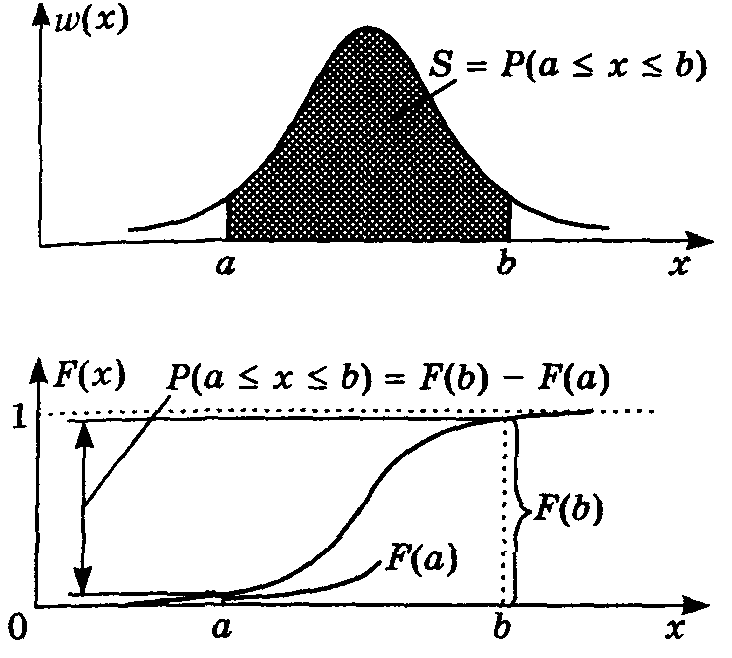 w(x)
S = P(a ≤ x ≤ b)
a
b
x
F(x)
P(a ≤ x ≤ b) = F(b) − F(a)
1
F(b)
F(a)
0
a
b
x